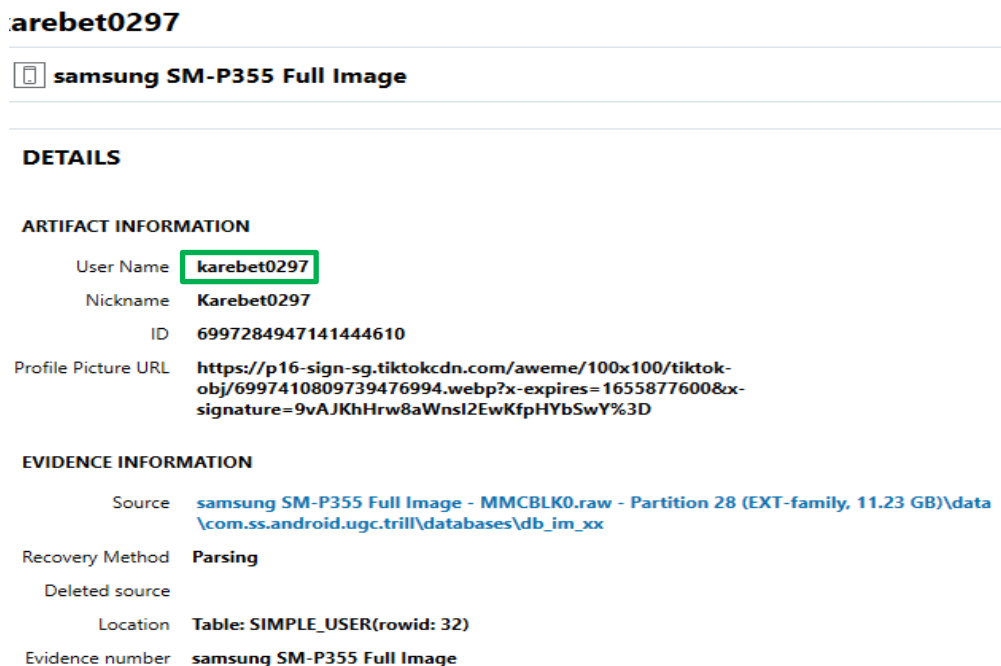 karebet0297
samsung SM-P355 Full Image
DETAILS
ARTIFACT INFORMATION
User Name karebet0297
Nickname Karebet0297
ID 6997284947141444610
Profile Picture URL https://p16-sign-sg.tiktokcdn.com/aweme/100x100/tiktok-
obj/6997410809739476994.webp?x-expires=1655877600&x-
signature=9vAJKhHrw8aWnsI2EwKfpHYbSwY%3D
EVIDENCE INFORMATION
Source samsung SM-P355 Full Image - MMCBLK0.raw - Partition 28 (EXT-family, 11.23 GB)\data
\com.ss.android.ugc.trill\databases\db_im_xx
Recovery Method Parsing
Deleted source
Location Table: SIMPLE_USER(rowid: 32)
Evidence number samsung SM-P355 Full Image